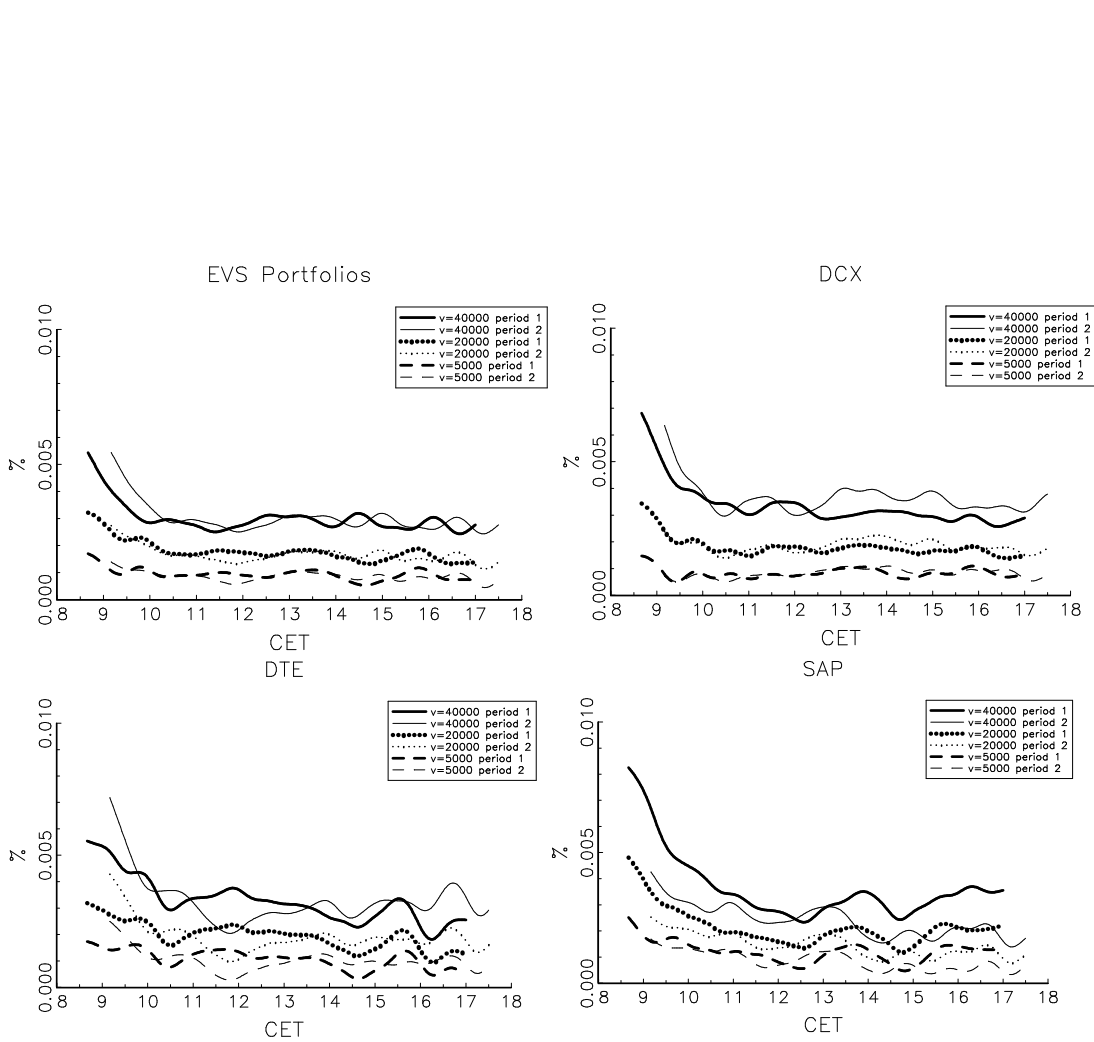 EVS Portfolios
v=40000 period 1
v=40000 period 2
v=20000 period 1
v=20000 period 2
v=5000 period 1
v=5000 period 2
%
0.010
0.005
0.000
8 9 10 11 12 13 14 15 16 17 18
CET
DCX
v=40000 period 1
v=40000 period 2
v=20000 period 1
v=20000 period 2
v=5000 period 1
v=5000 period 2
%
0.010
0.005
0.000
8 9 10 11 12 13 14 15 16 17 18
CET
DTE
v=40000 period 1
v=40000 period 2
v=20000 period 1
v=20000 period 2
v=5000 period 1
v=5000 period 2
%
0.010
0.005
0.000
8 9 10 11 12 13 14 15 16 17 18
CET
SAP
v=40000 period 1
v=40000 period 2
v=20000 period 1
v=20000 period 2
v=5000 period 1
v=5000 period 2
%
0.010
0.005
0.000
8 9 10 11 12 13 14 15 16 17 18
CET